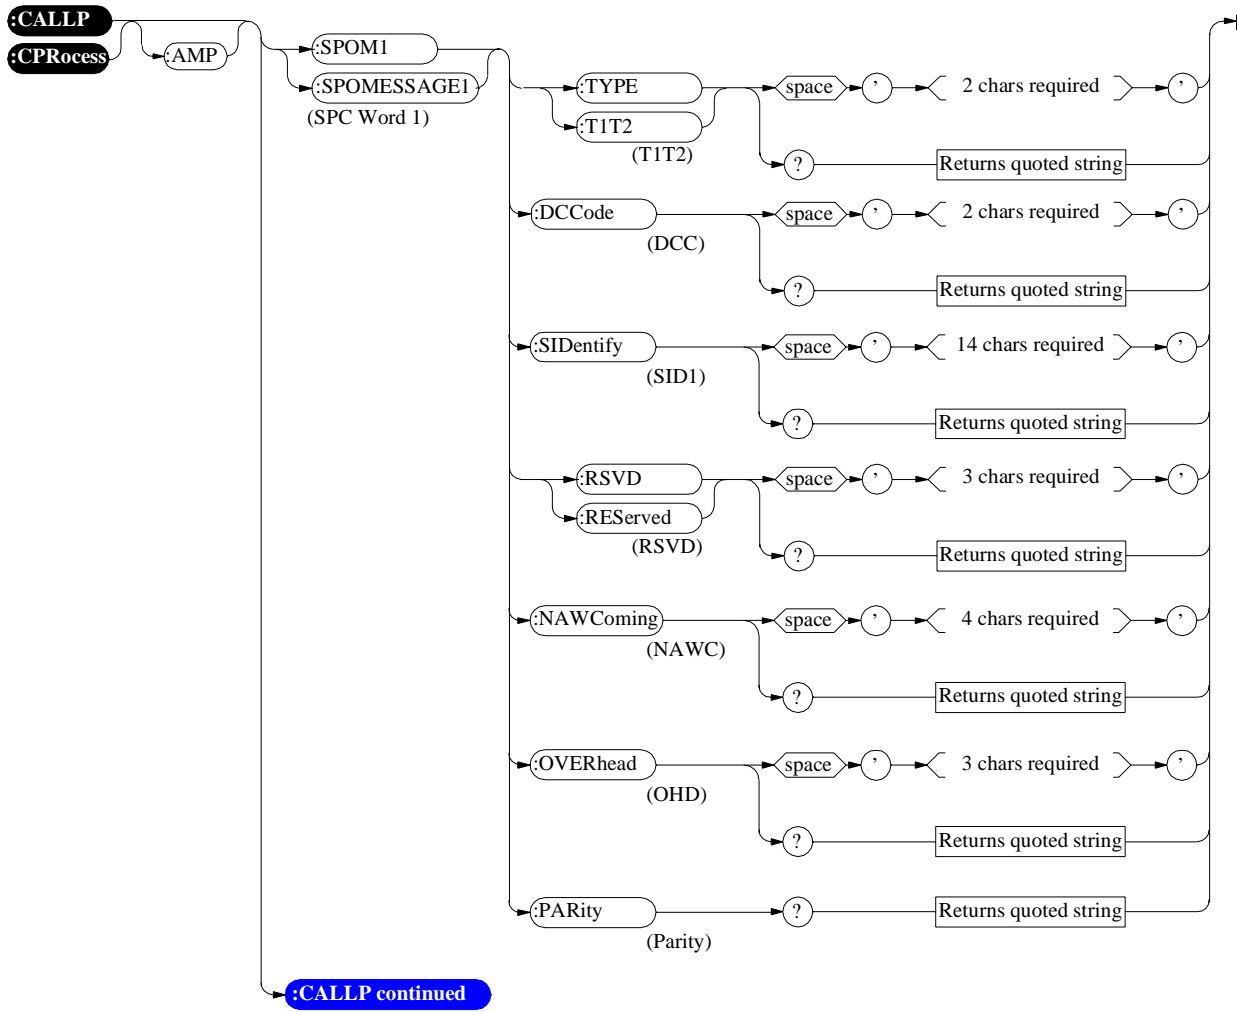 :CALLP
:CPRocess
:AMP
:SPOM1
:SPOMESSAGE1
(SPC Word 1)
:TYPE
:T1T2
(T1T2)
space ' 2 chars required '
? Returns quoted string
:DCCode
(DCC)
space ' 2 chars required '
? Returns quoted string
:SIDentify
(SID1)
space ' 14 chars required '
? Returns quoted string
:RSVD
:REServed
(RSVD)
space ' 3 chars required '
? Returns quoted string
:NAWComing
(NAWC)
space ' 4 chars required '
? Returns quoted string
:OVERhead
(OHD)
space ' 3 chars required '
? Returns quoted string
:PARity
(Parity)
? Returns quoted string
:CALLP continued